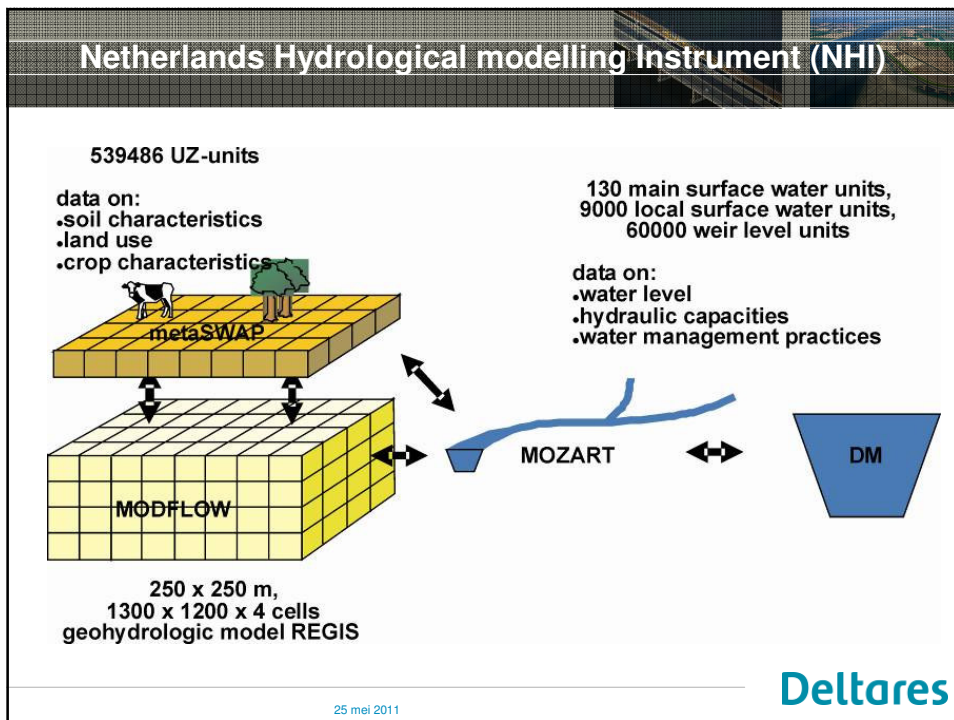 Netherlands Hydrological modelling Instrument (NHI)
539486 UZ-units
data on:
•soil characteristics
•land use
•crop characteristics
metaSWAP
MODFLOW
250 x 250 m,
1300 x 1200 x 4 cells
geohydrologic model REGIS
130 main surface water units,
9000 local surface water units,
60000 weir level units
data on:
•water level
•hydraulic capacities
•water management practices
MOZART
DM
25 mei 2011
Deltares